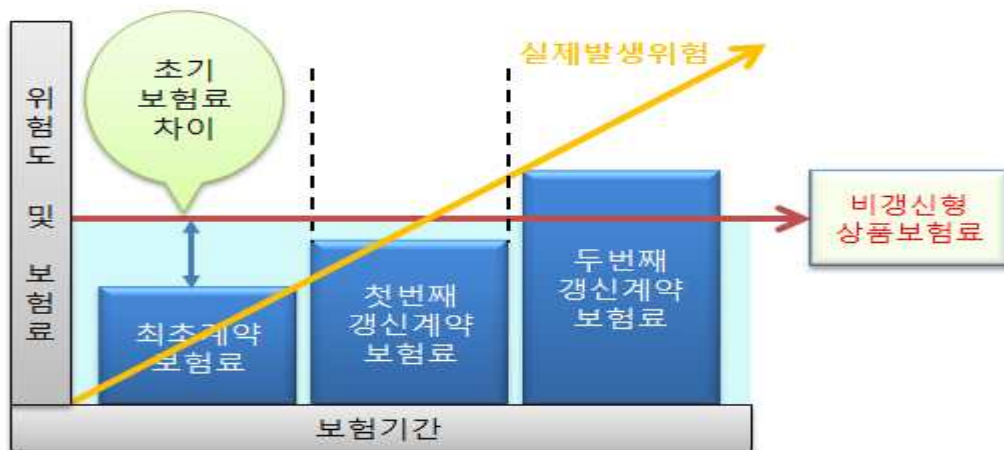 위험도 및 보험료
초기
보험료
차이
실제발생위험
비갱신형
상품보험료
최초계약
보험료
첫번째
갱신계약
보험료
두번째
갱신계약
보험료
보험기간